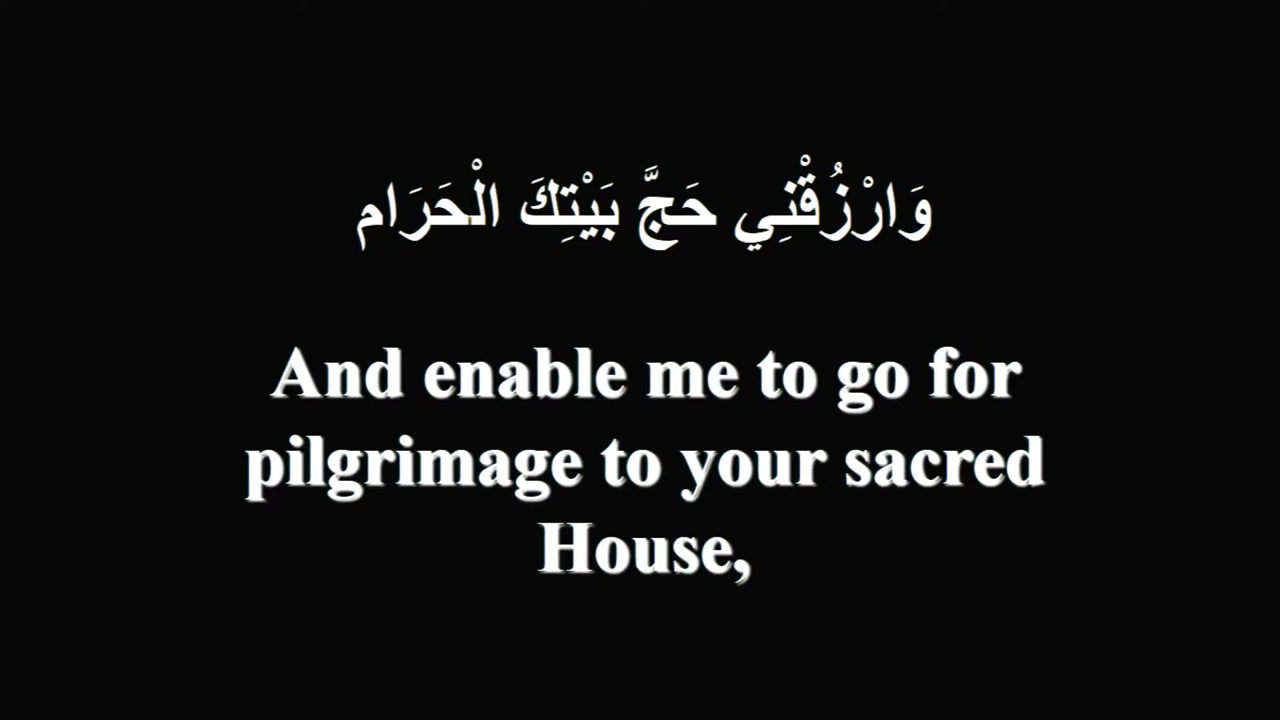 وَارْزُقْنِي حَجَّ بَيْتِكَ الْحَرَام
And enable me to go for
pilgrimage to your sacred
House,